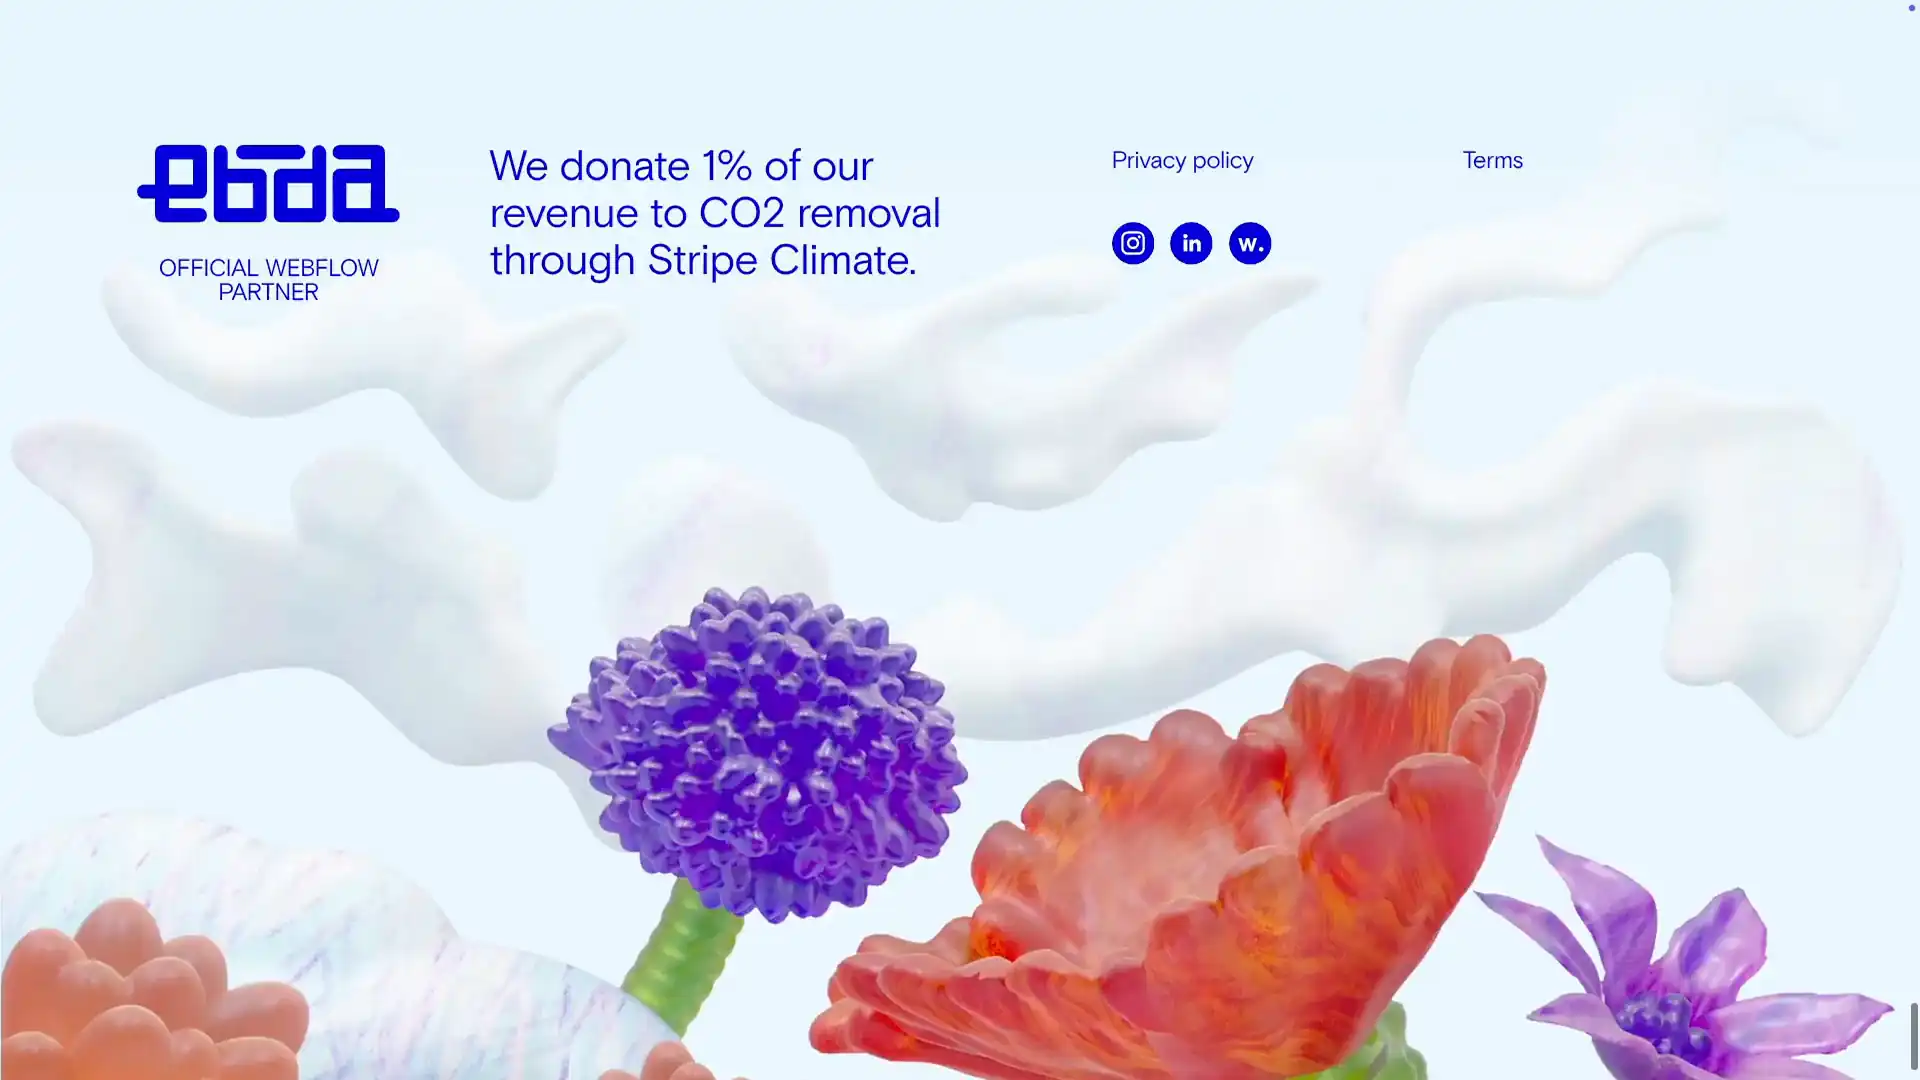 ebda
OFFICIAL WEBFLOW
PARTNER
We donate 1% of our
revenue to CO2 removal
through Stripe Climate.
Privacy policy
Terms
in
w.